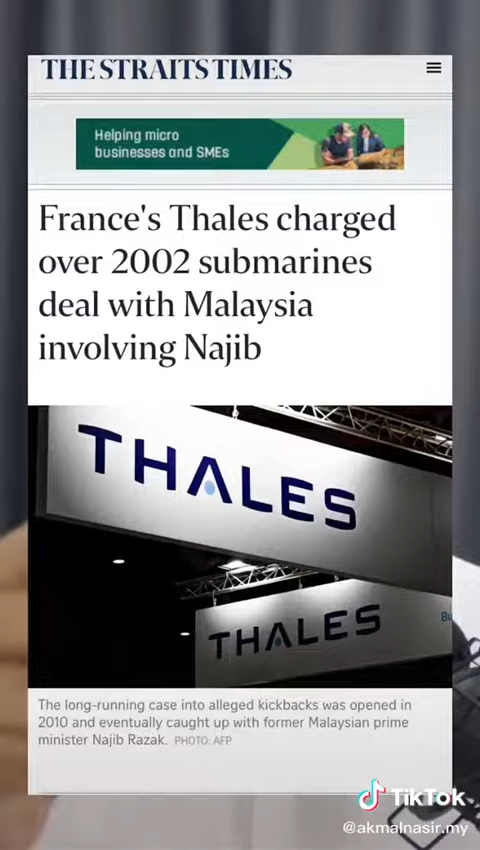 THE STRAITS TIMES
Helping micro
businesses and SMEs
France's Thales charged
over 2002 submarines
deal with Malaysia
involving Najib
THALES
THALES
Bu
The long-running case into alleged kickbacks was opened in
2010 and eventually caught up with former Malaysian prime
minister Najib Razak. PHOTO: AFP
TikTok
@akmalnasir.my